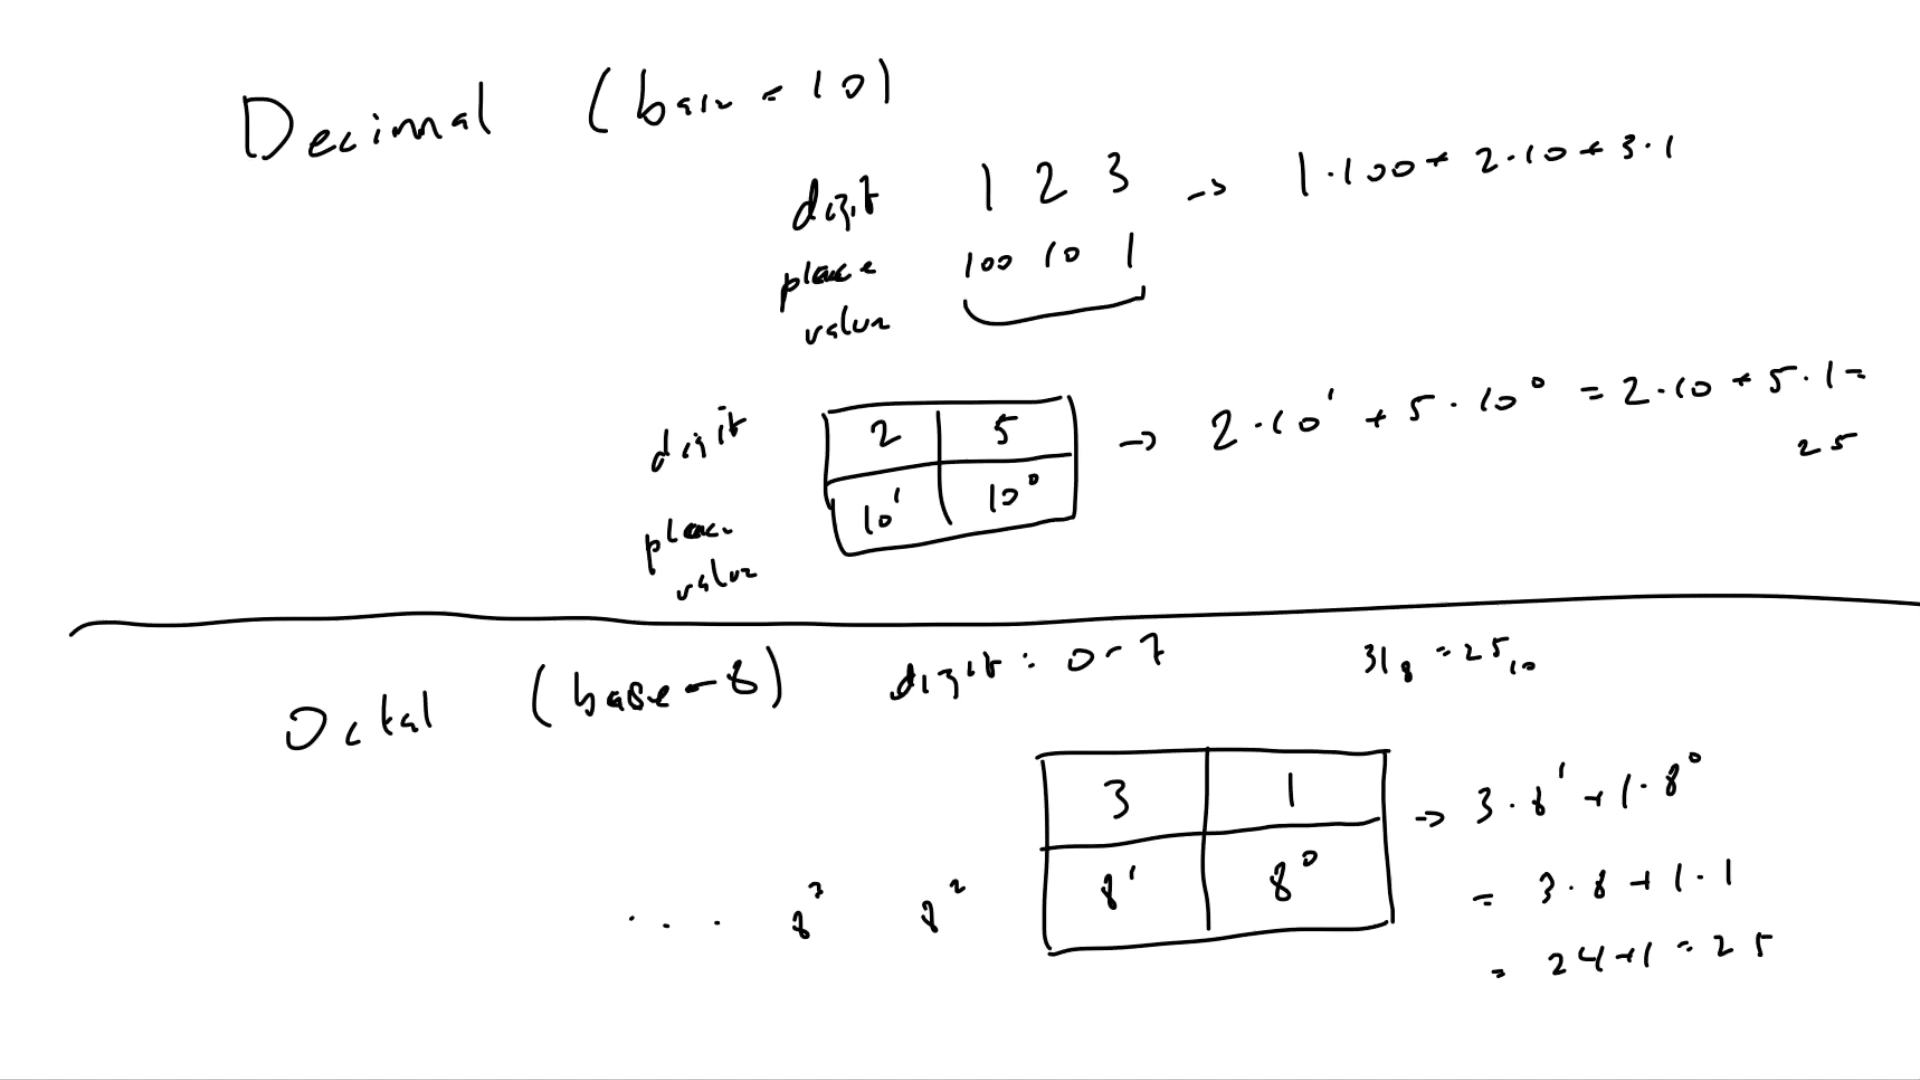 Decimal (base-10)
digit 1 2 3 -> 1·100 + 2·10 + 3·1
place 100 10 1
value
digit 2 5 -> 2·10¹ + 5·10⁰ = 2·10 + 5·1 =
25
place 10¹ 10⁰
value
Octal (base-8) digit: 0-7 31₈ = 25₁₀
3 1 -> 3·8¹ + 1·8⁰
... 8³ 8² 8¹ 8⁰
= 3·8 + 1·1
= 24+1 = 25